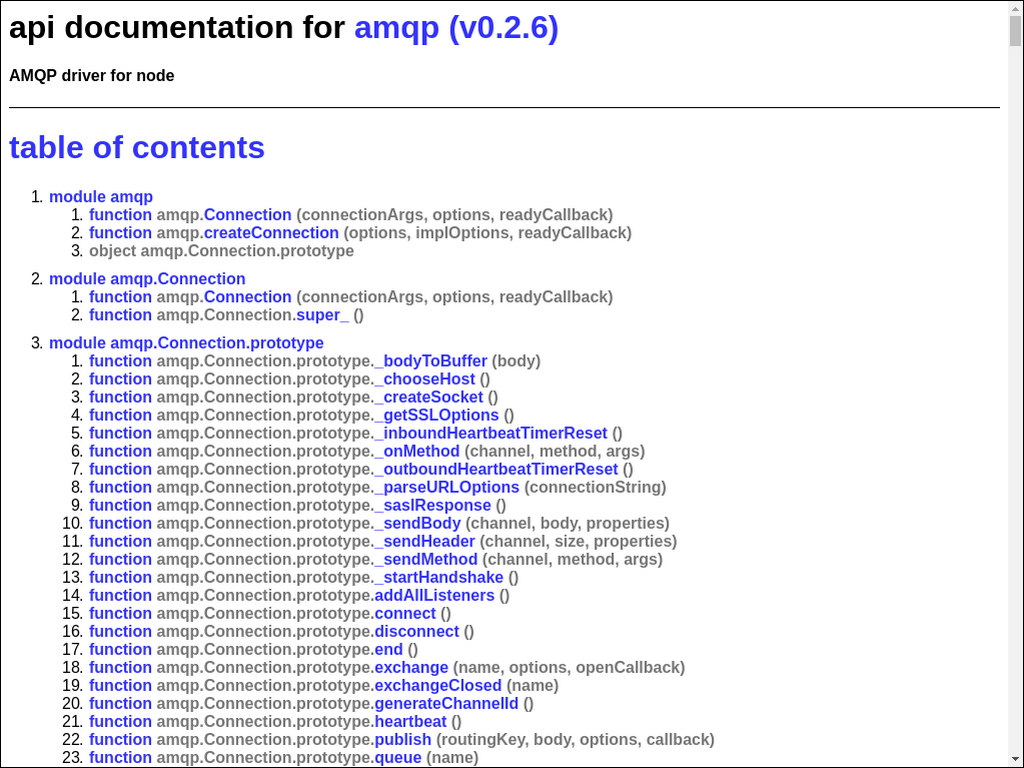 api documentation for amqp (v0.2.6)
AMQP driver for node
table of contents
1. module amqp
1. function amqp.Connection (connectionArgs, options, readyCallback)
2. function amqp.createConnection (options, implOptions, readyCallback)
3. object amqp.Connection.prototype
2. module amqp.Connection
1. function amqp.Connection (connectionArgs, options, readyCallback)
2. function amqp.Connection.super_ ()
3. module amqp.Connection.prototype
1. function amqp.Connection.prototype._bodyToBuffer (body)
2. function amqp.Connection.prototype._chooseHost ()
3. function amqp.Connection.prototype._createSocket ()
4. function amqp.Connection.prototype._getSSLOptions ()
5. function amqp.Connection.prototype._inboundHeartbeatTimerReset ()
6. function amqp.Connection.prototype._onMethod (channel, method, args)
7. function amqp.Connection.prototype._outboundHeartbeatTimerReset ()
8. function amqp.Connection.prototype._parseURLOptions (connectionString)
9. function amqp.Connection.prototype._saslResponse ()
10. function amqp.Connection.prototype._sendBody (channel, body, properties)
11. function amqp.Connection.prototype._sendHeader (channel, size, properties)
12. function amqp.Connection.prototype._sendMethod (channel, method, args)
13. function amqp.Connection.prototype._startHandshake ()
14. function amqp.Connection.prototype.addAllListeners ()
15. function amqp.Connection.prototype.connect ()
16. function amqp.Connection.prototype.disconnect ()
17. function amqp.Connection.prototype.end ()
18. function amqp.Connection.prototype.exchange (name, options, openCallback)
19. function amqp.Connection.prototype.exchangeClosed (name)
20. function amqp.Connection.prototype.generateChannelId ()
21. function amqp.Connection.prototype.heartbeat ()
22. function amqp.Connection.prototype.publish (routingKey, body, options, callback)
23. function amqp.Connection.prototype.queue (name)